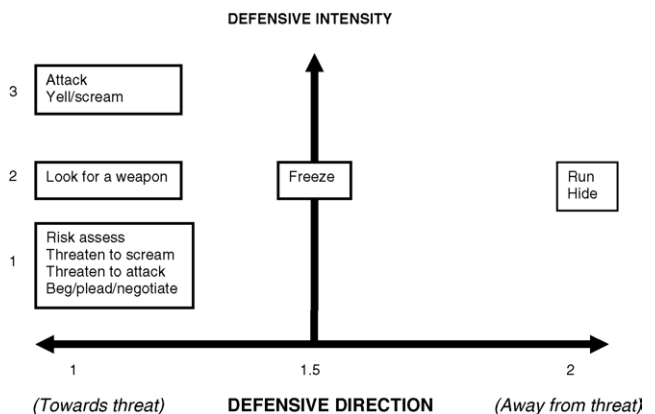 DEFENSIVE INTENSITY
3
Attack
Yell/scream
2
Look for a weapon
Freeze
Run
Hide
1
Risk assess
Threaten to scream
Threaten to attack
Beg/plead/negotiate
1
1.5
2
(Towards threat)
DEFENSIVE DIRECTION
(Away from threat)